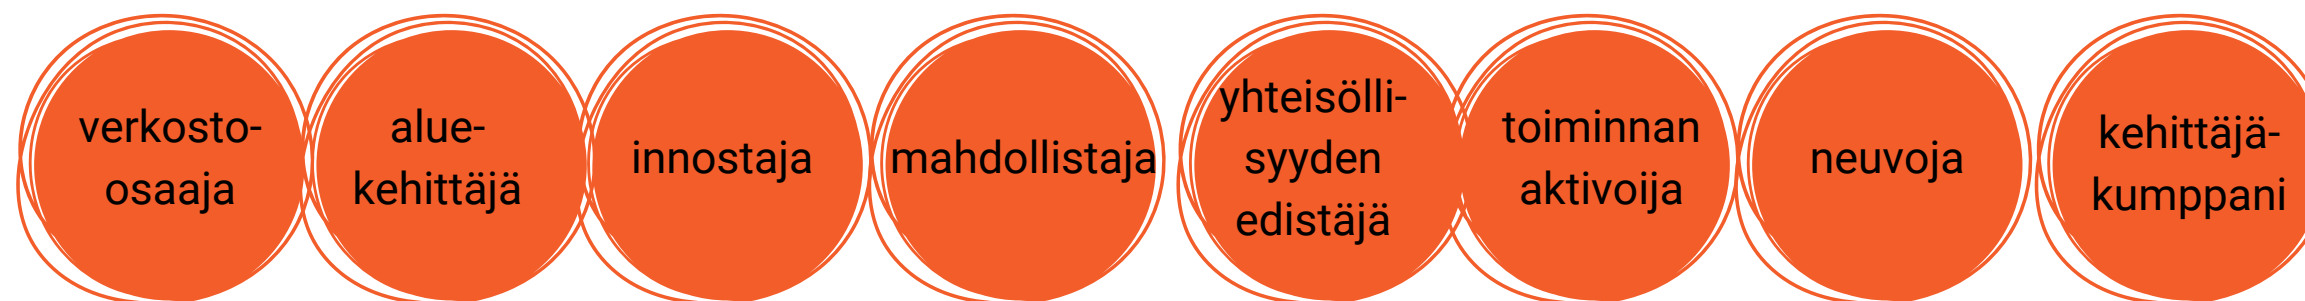 verkosto-
osaaja
alue-
kehittäjä
innostaja
mahdollistaja
yhteisölli-
syyden
edistäjä
toiminnan
aktivoija
neuvoja
kehittäjä-
kumppani